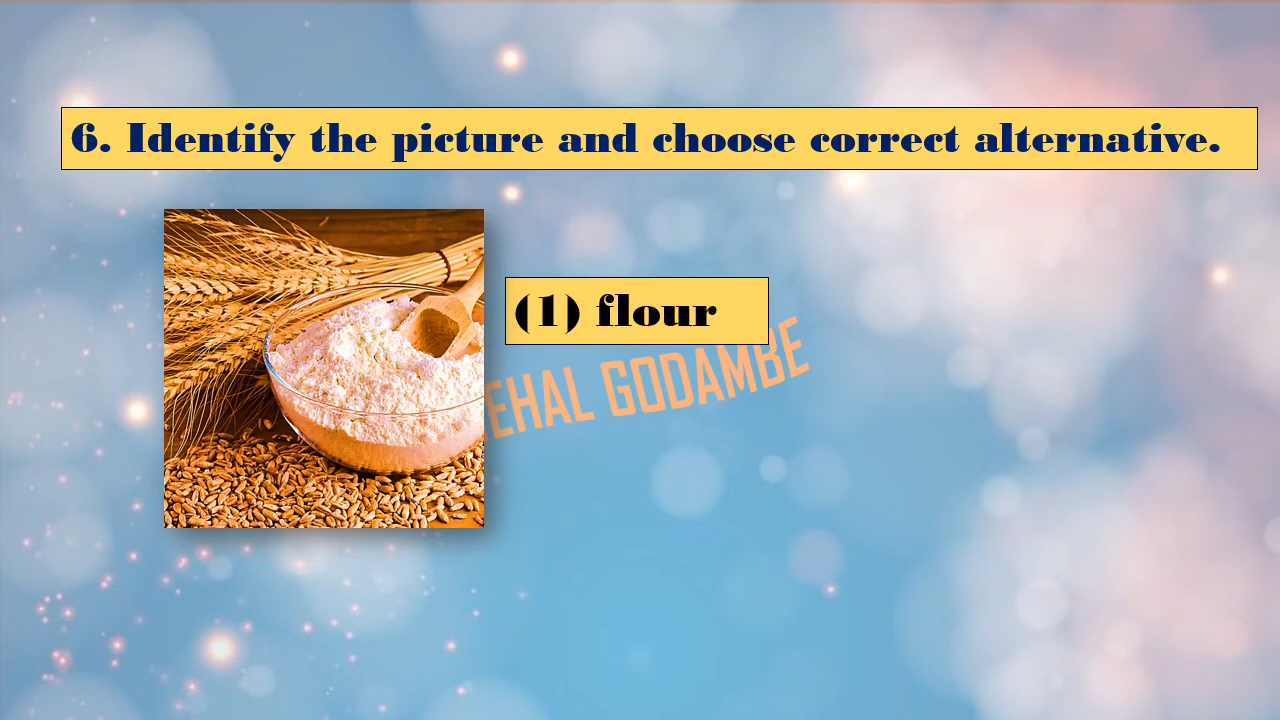 6. Identify the picture and choose correct alternative.
(1) flour
EHAL GODAMBE